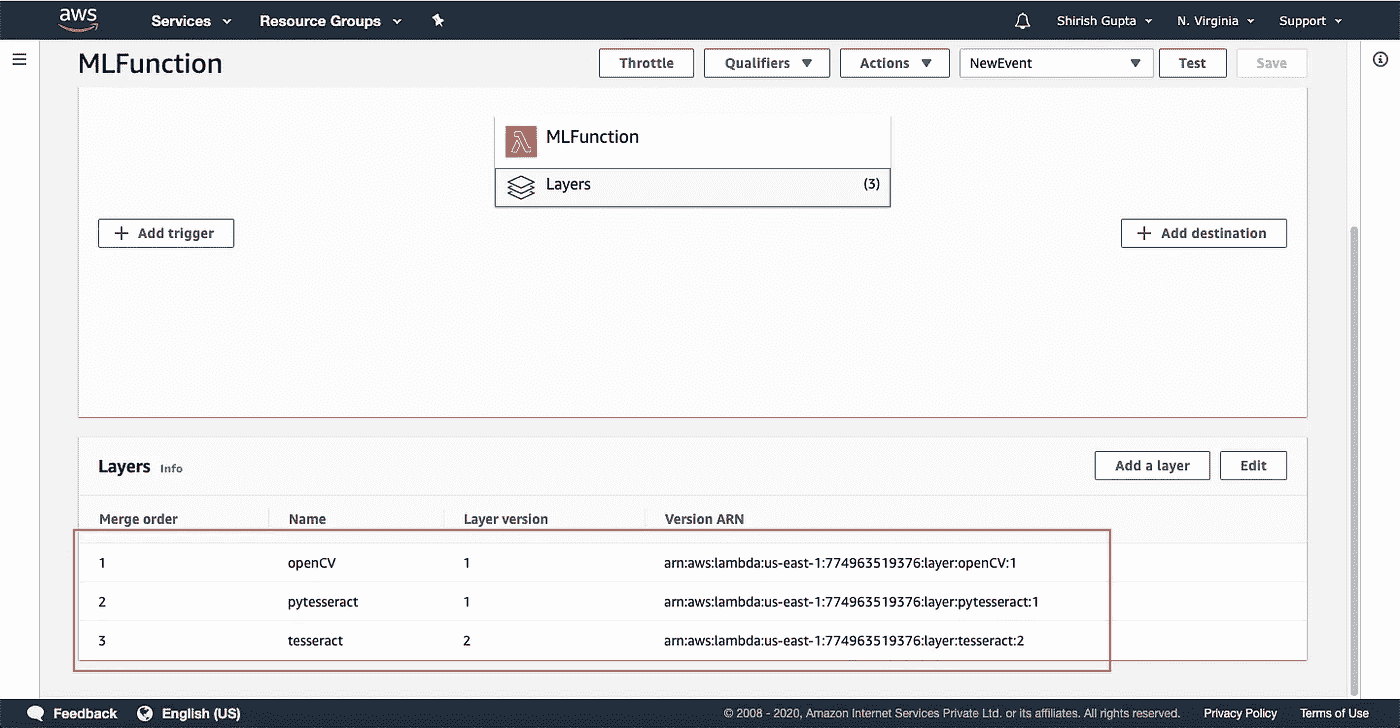 aws Services Resource Groups Shirish Gupta N. Virginia Support
MLFunction Throttle Qualifiers Actions NewEvent Test Save
MLFunction
Layers (3)
Add trigger Add destination
Layers Info Add a layer Edit
Merge order Name Layer version Version ARN
1 openCV 1 arn:aws:lambda:us-east-1:774963519376:layer:openCV:1
2 pytesseract 1 arn:aws:lambda:us-east-1:774963519376:layer:pytesseract:1
3 tesseract 2 arn:aws:lambda:us-east-1:774963519376:layer:tesseract:2
Feedback English (US) © 2008 - 2020, Amazon Internet Services Private Ltd. or its affiliates. All rights reserved. Privacy Policy Terms of Use